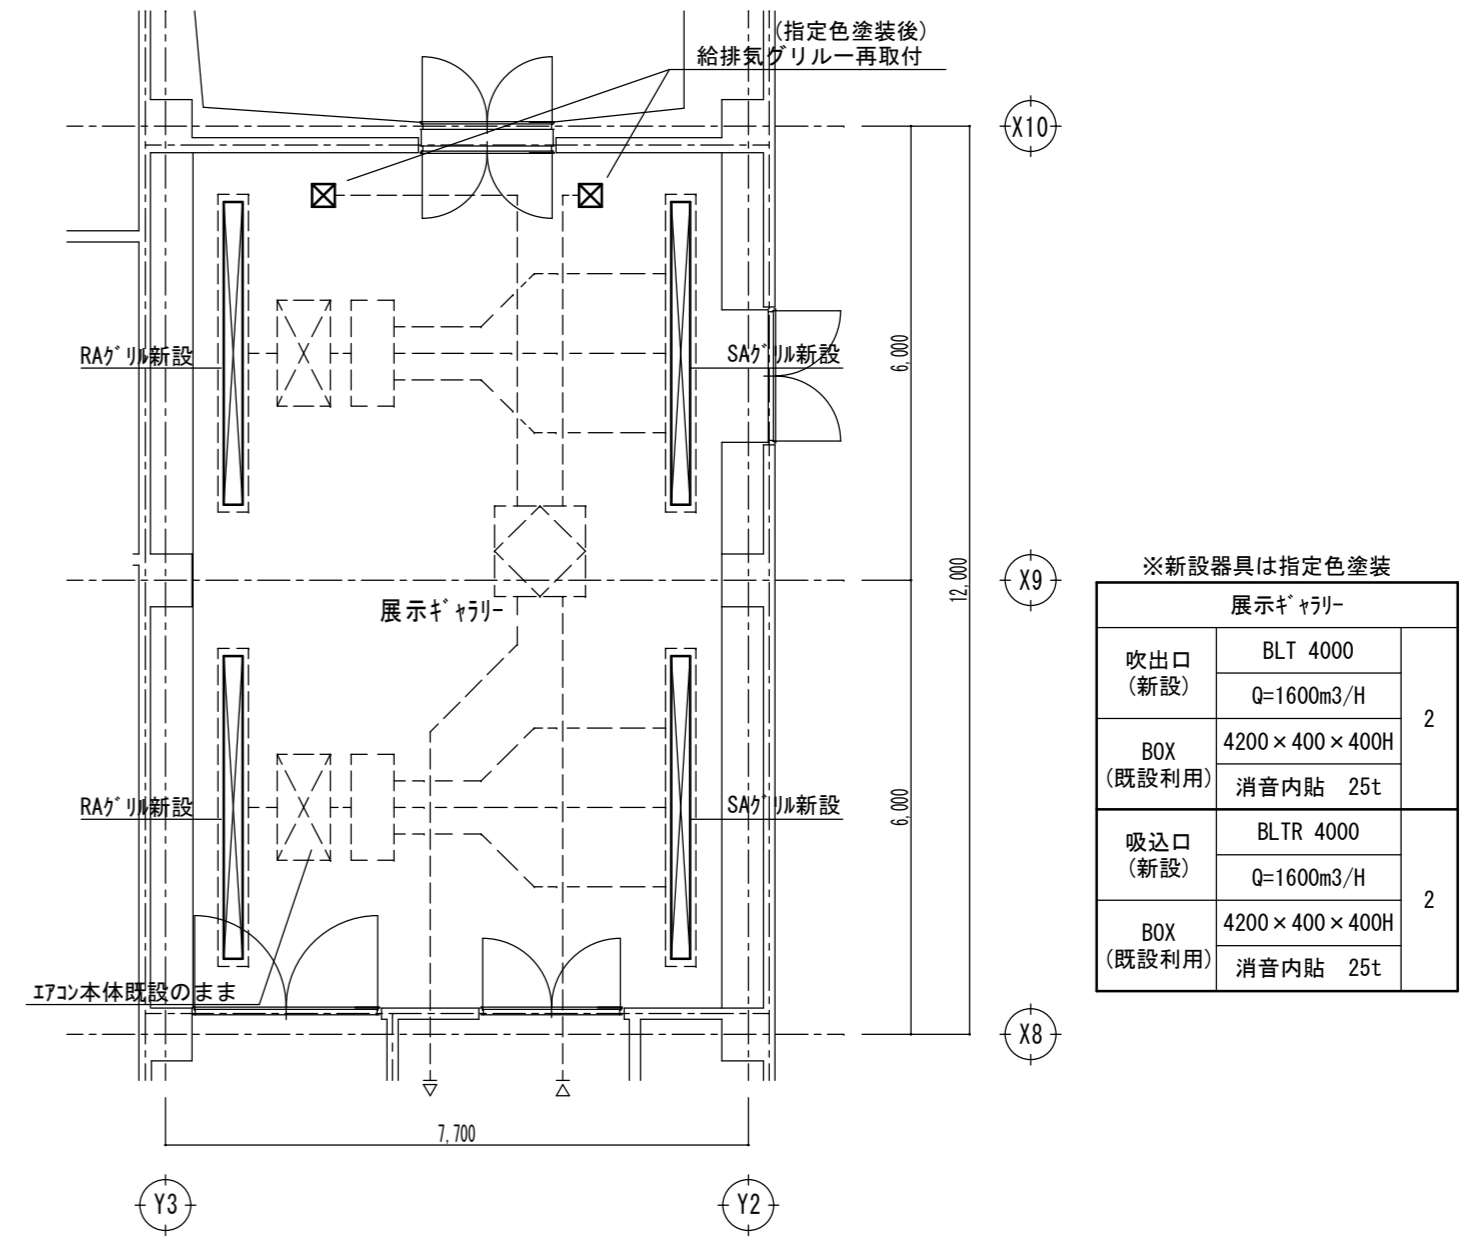 (指定色塗装後)
給排気グリルー再取付
X10
RAグリル新設
SAグリル新設
6,000
12,000
X9
展示ギャラリー
RAグリル新設
SAグリル新設
6,000
エアコン本体既設のまま
X8
7,700
Y3
Y2
※新設器具は指定色塗装
展示ギャラリー
吹出口
(新設)
BLT 4000
Q=1600m3/H
2
BOX
(既設利用)
4200×400×400H
消音内貼 25t
吸込口
(新設)
BLTR 4000
Q=1600m3/H
2
BOX
(既設利用)
4200×400×400H
消音内貼 25t